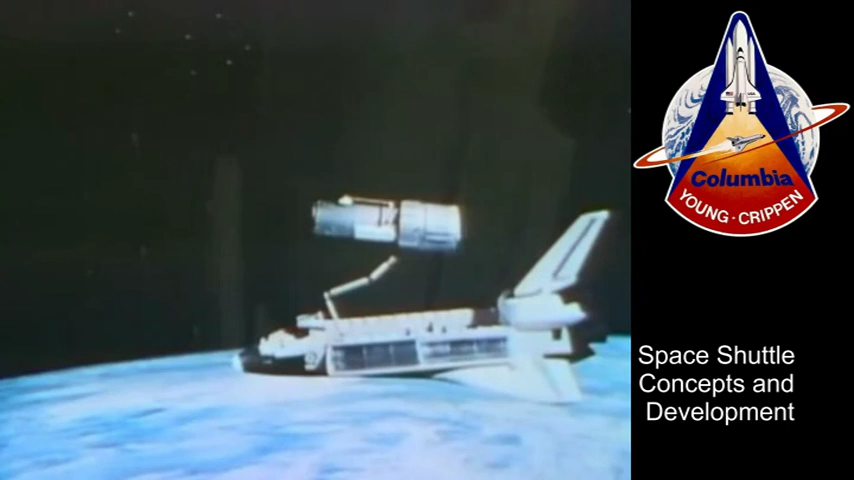 Columbia
YOUNG · CRIPPEN
Space Shuttle
Concepts and
Development